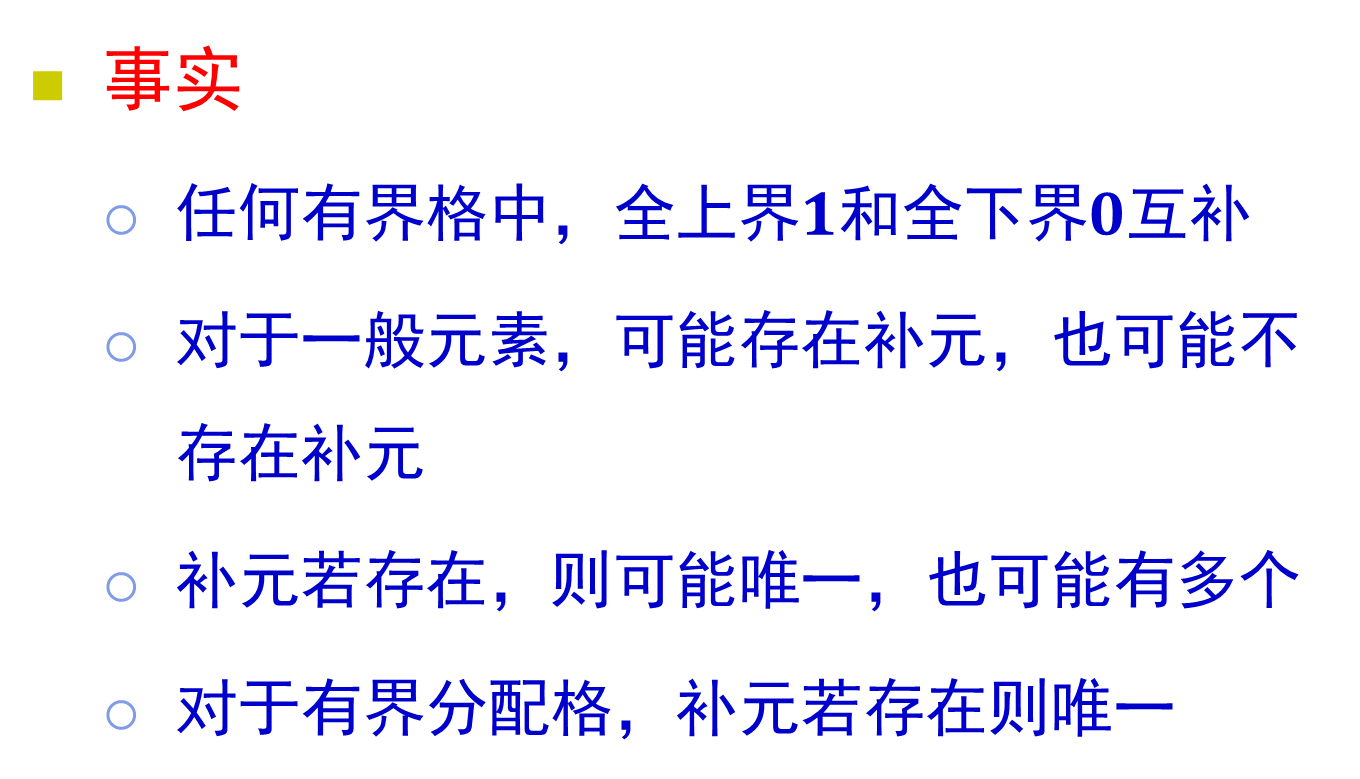 事实
任何有界格中，全上界1和全下界0互补
对于一般元素，可能存在补元，也可能不
存在补元
补元若存在，则可能唯一，也可能有多个
对于有界分配格，补元若存在则唯一